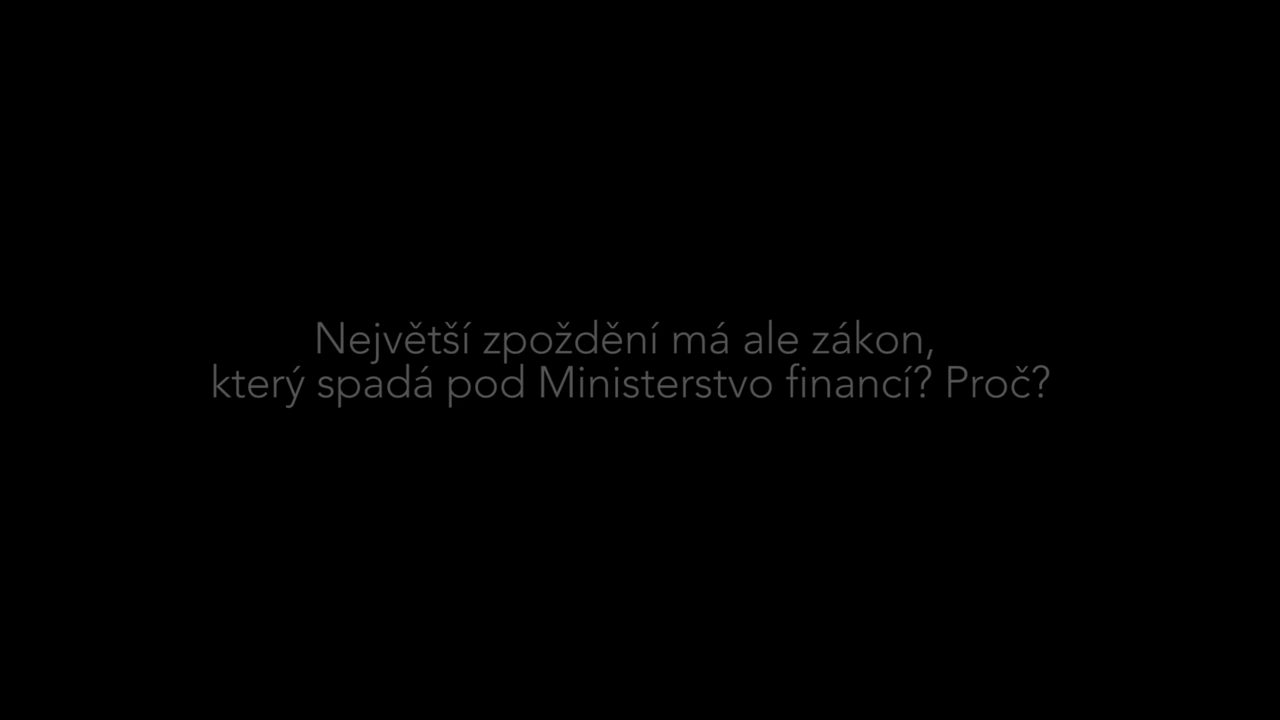 Největší zpoždění má ale zákon,
který spadá pod Ministerstvo financí? Proč?